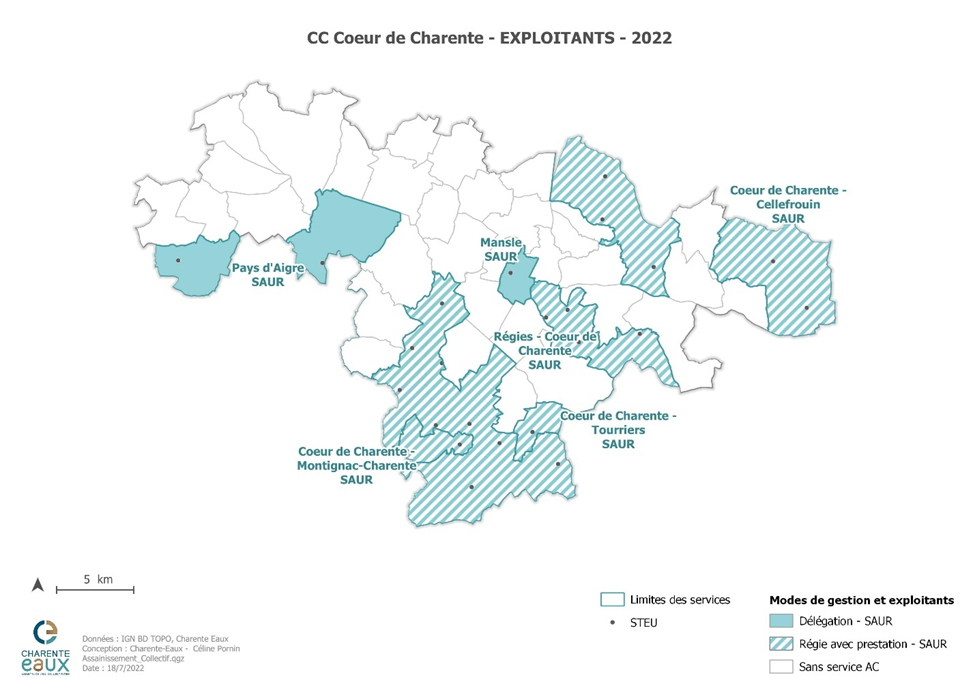 CC Coeur de Charente - EXPLOITANTS - 2022
Coeur de Charente -
Cellefrouin
SAUR
Mansle
SAUR
Pays d'Aigre
SAUR
Régies - Coeur de
Charente
SAUR
Coeur de Charente -
Tourriers
SAUR
Coeur de Charente -
Montignac-Charente
SAUR
5 km
Limites des services
STEU
Modes de gestion et exploitants
Délégation - SAUR
Régie avec prestation - SAUR
Sans service AC
CHARENTE
eaux
Données : IGN BD TOPO, Charente Eaux
Conception : Charente-Eaux - Céline Pornin
Assainissement_Collectif.qgz
Date : 18/7/2022